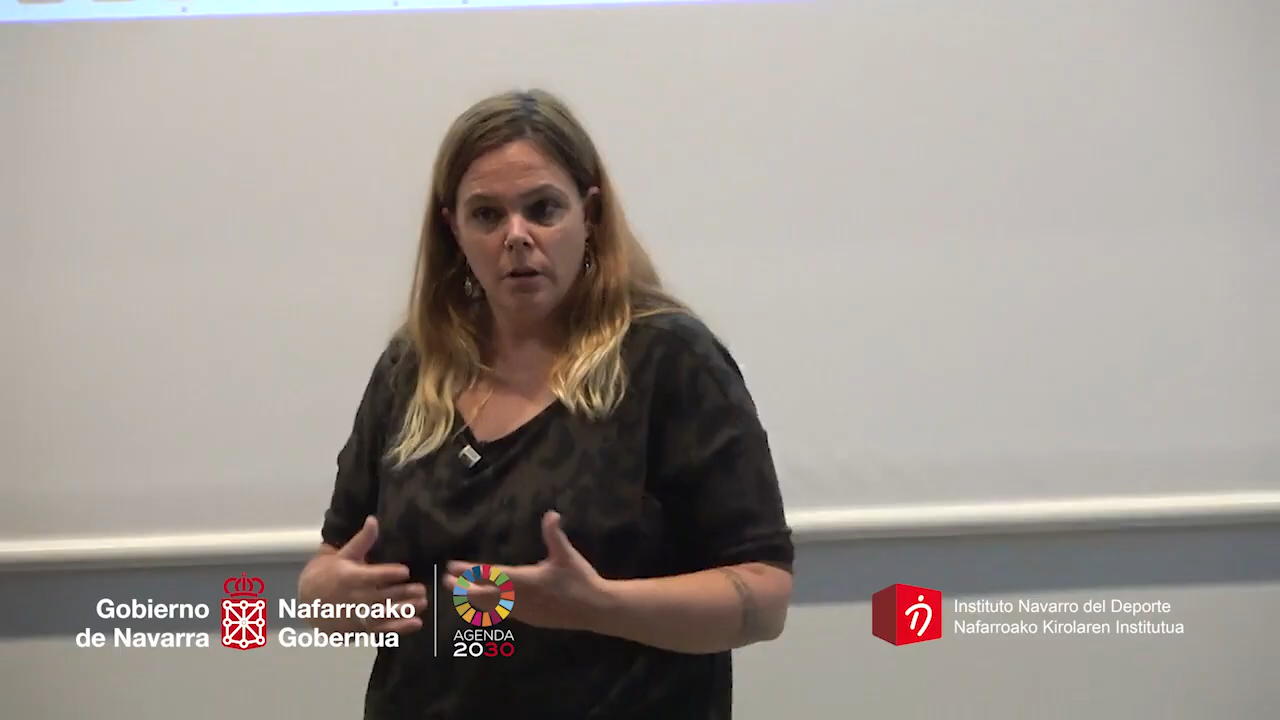 Gobierno
de Navarra
Nafarroako
Gobernua
AGENDA
2030
Instituto Navarro del Deporte
Nafarroako Kirolaren Institutua